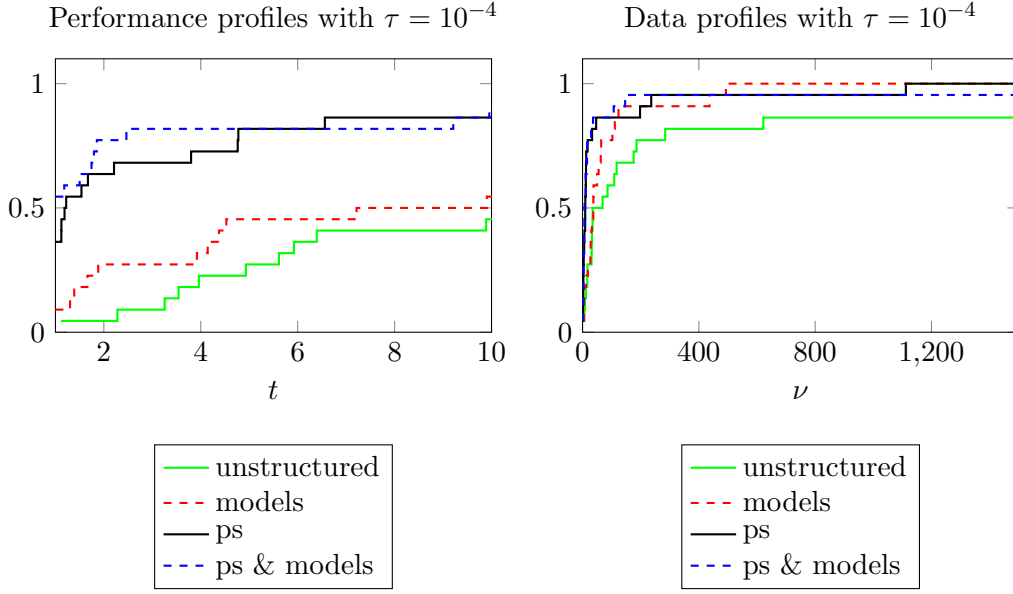 Performance profiles with τ = 10⁻⁴
1
0.5
0
2 4 6 8 10
t
unstructured
models
ps
ps & models
Data profiles with τ = 10⁻⁴
1
0.5
0
0 400 800 1,200
ν
unstructured
models
ps
ps & models